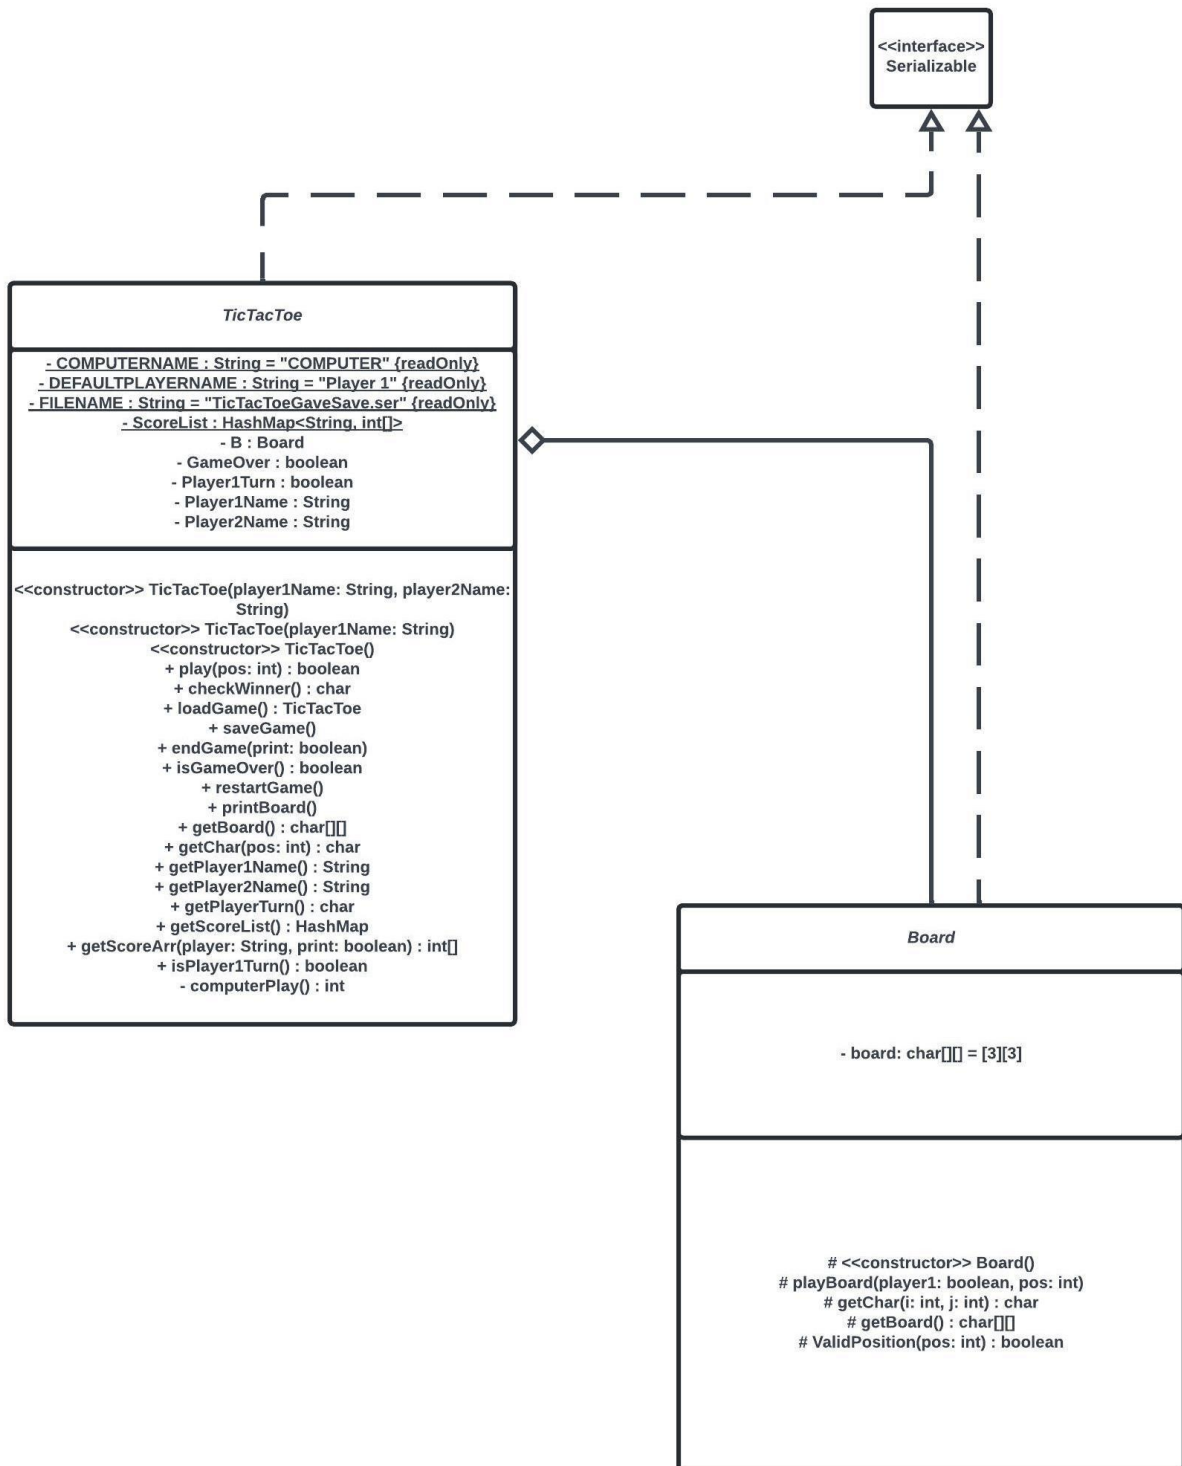 <<interface>>
Serializable
TicTacToe
- COMPUTERNAME : String = "COMPUTER" {readOnly}
- DEFAULTPLAYERNAME : String = "Player 1" {readOnly}
- FILENAME : String = "TicTacToeGaveSave.ser" {readOnly}
- ScoreList : HashMap<String, int[]>
- B : Board
- GameOver : boolean
- Player1Turn : boolean
- Player1Name : String
- Player2Name : String
<<constructor>> TicTacToe(player1Name: String, player2Name:
String)
<<constructor>> TicTacToe(player1Name: String)
<<constructor>> TicTacToe()
+ play(pos: int) : boolean
+ checkWinner() : char
+ loadGame() : TicTacToe
+ saveGame()
+ endGame(print: boolean)
+ isGameOver() : boolean
+ restartGame()
+ printBoard()
+ getBoard() : char[][]
+ getChar(pos: int) : char
+ getPlayer1Name() : String
+ getPlayer2Name() : String
+ getPlayerTurn() : char
+ getScoreList() : HashMap
+ getScoreArr(player: String, print: boolean) : int[]
+ isPlayer1Turn() : boolean
- computerPlay() : int
Board
- board: char[][] = [3][3]
# <<constructor>> Board()
# playBoard(player1: boolean, pos: int)
# getChar(i: int, j: int) : char
# getBoard() : char[][]
# ValidPosition(pos: int) : boolean